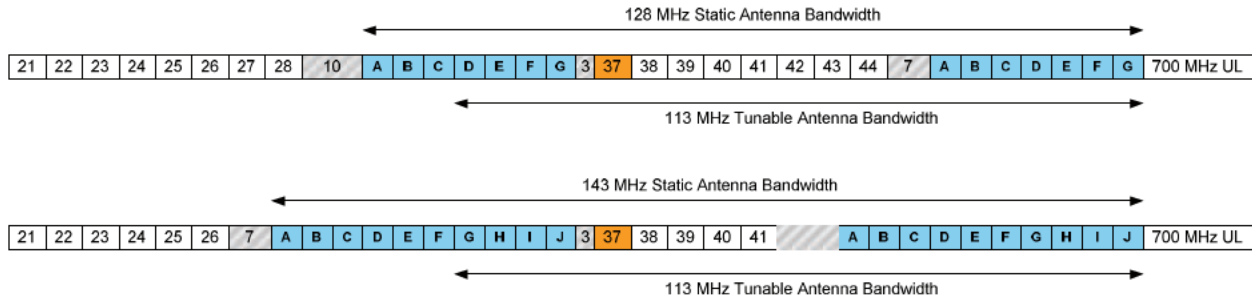 128 MHz Static Antenna Bandwidth
21 22 23 24 25 26 27 28 10 A B C D E F G 3 37 38 39 40 41 42 43 44 7 A B C D E F G 700 MHz UL
113 MHz Tunable Antenna Bandwidth
143 MHz Static Antenna Bandwidth
21 22 23 24 25 26 7 A B C D E F G H I J 3 37 38 39 40 41 A B C D E F G H I J 700 MHz UL
113 MHz Tunable Antenna Bandwidth